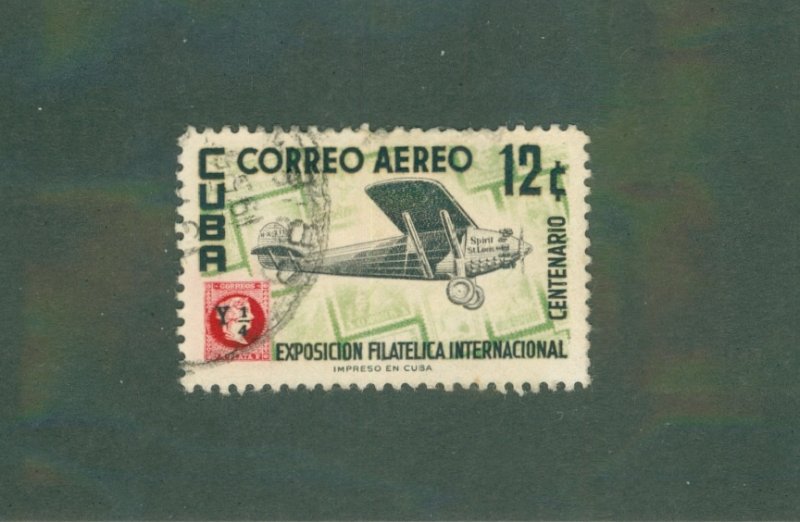 CORREO AEREO 12¢
CUBA
Spirit
St Louis
CENTENARIO
CORREOS
Y 1/4
EXPOSICION FILATELICA INTERNACIONAL
IMPRESO EN CUBA